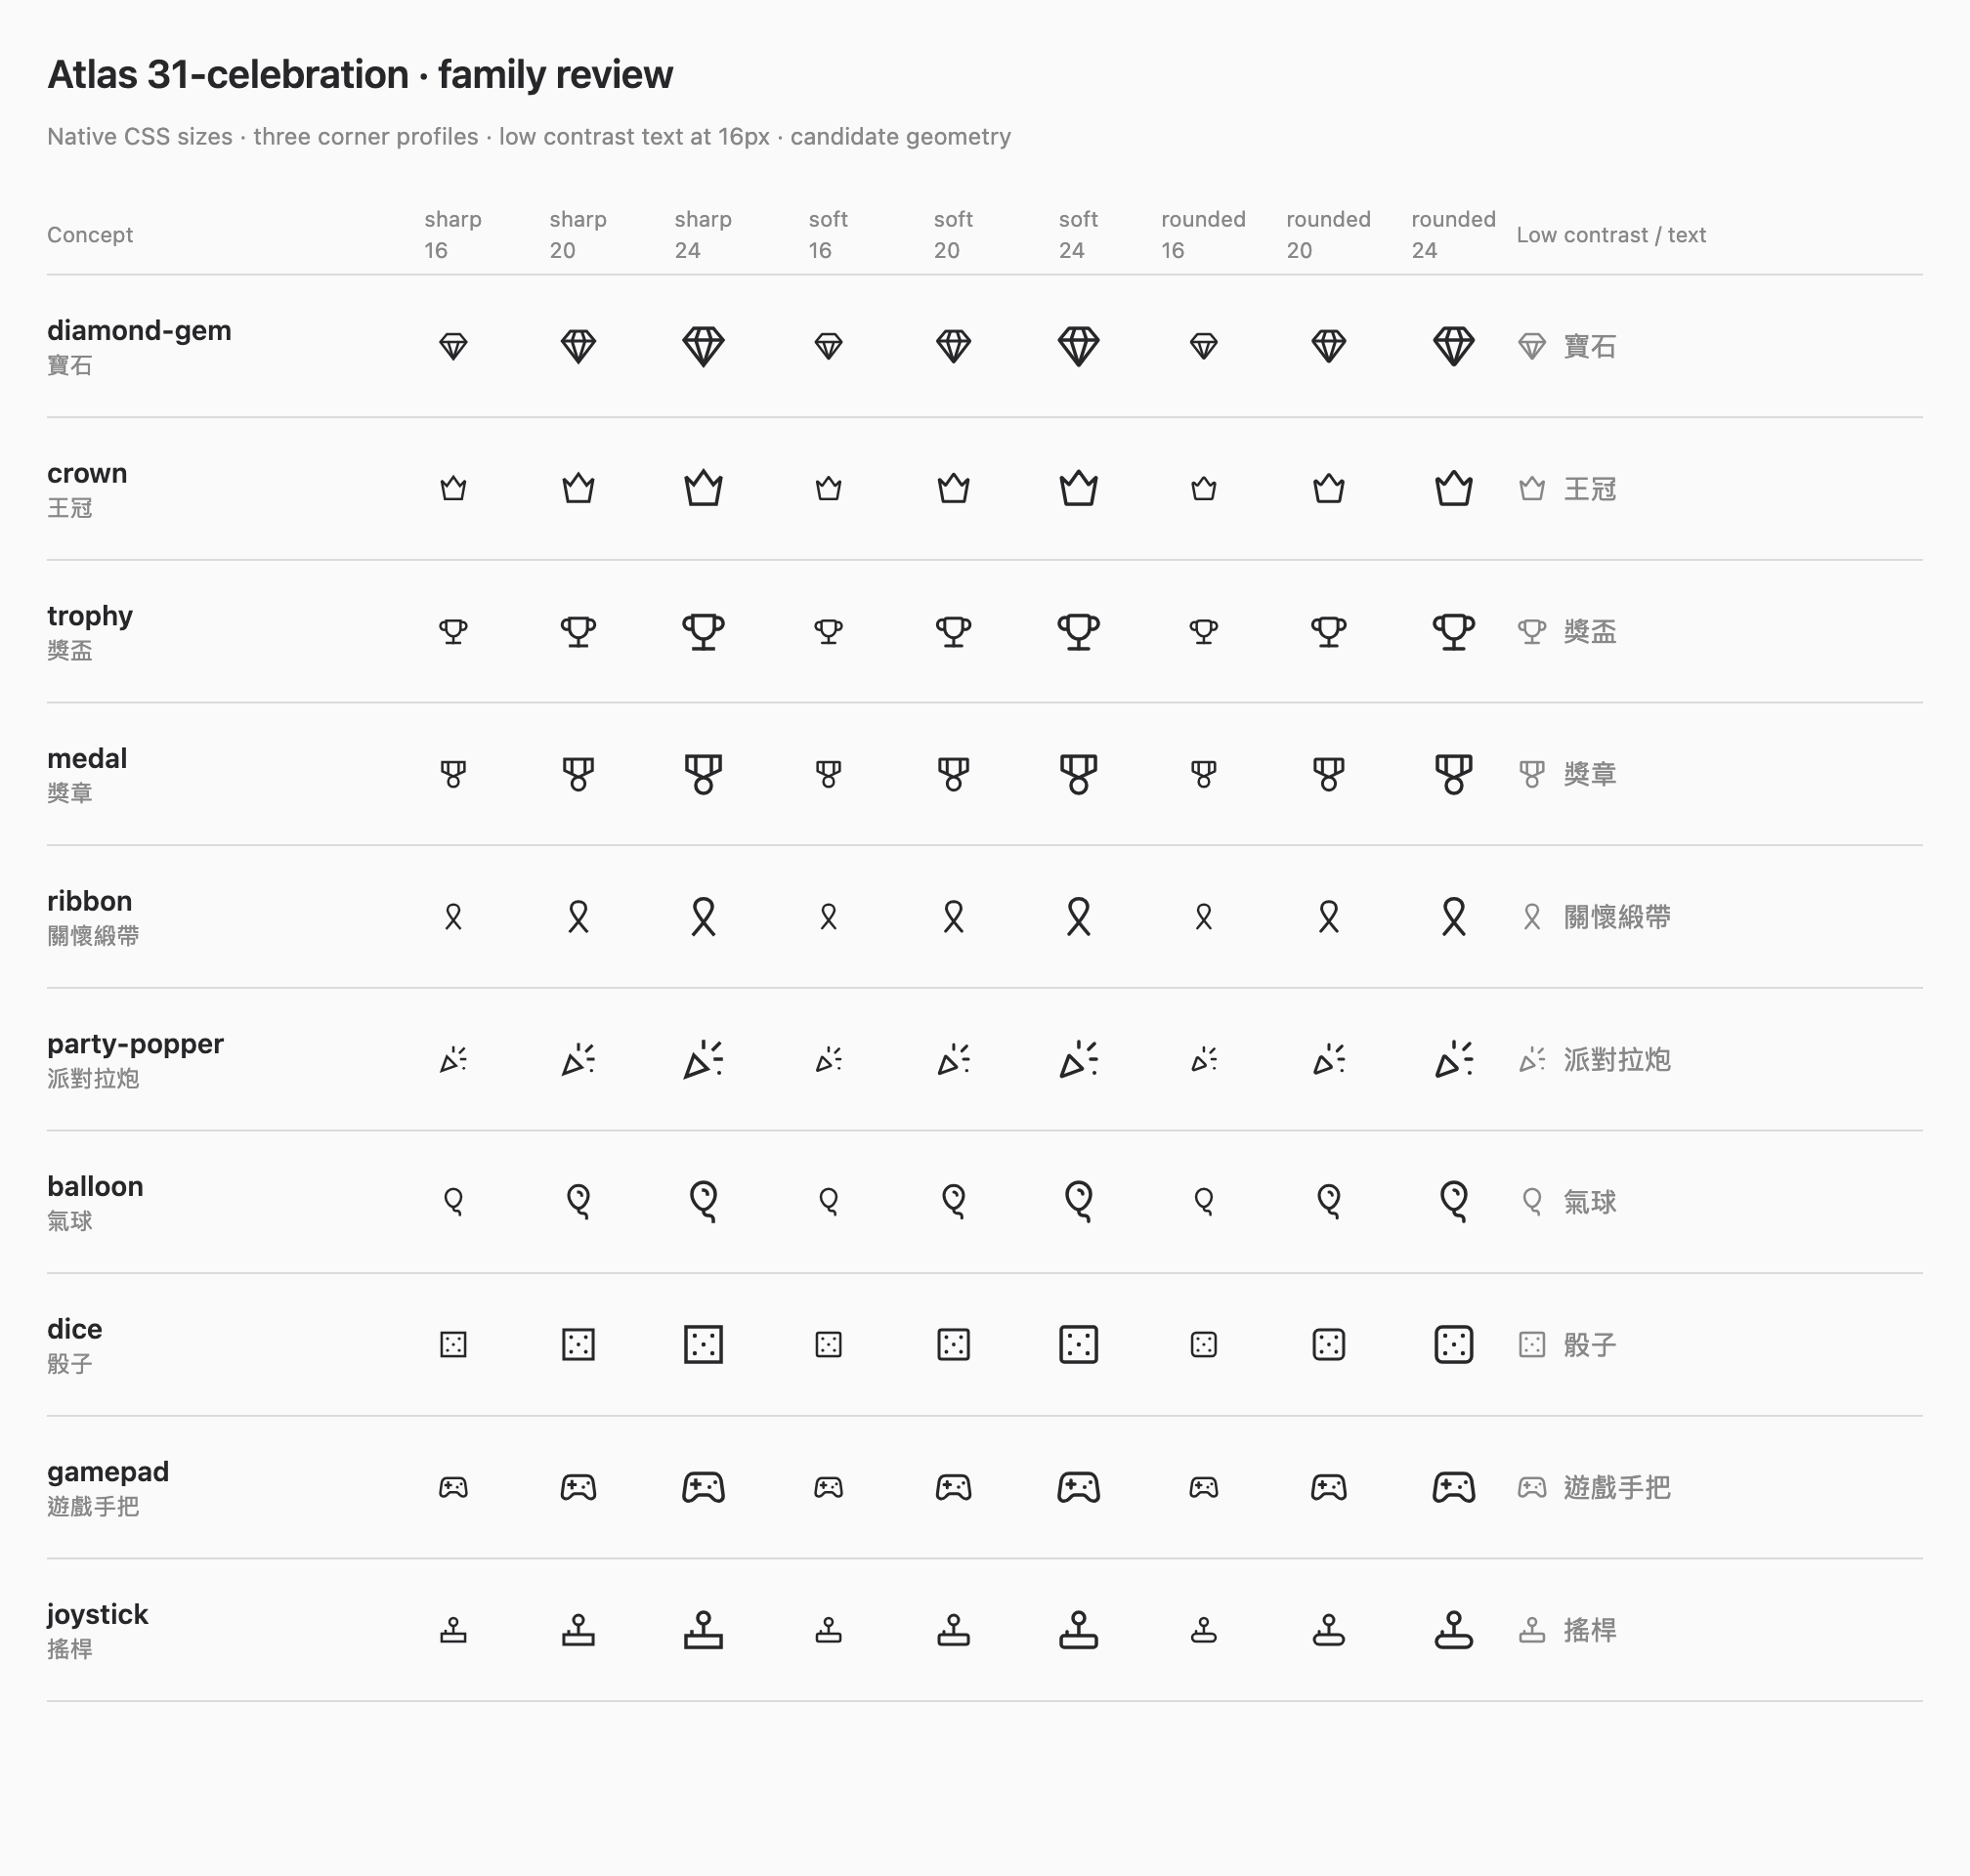 Atlas 31-celebration · family review
Native CSS sizes · three corner profiles · low contrast text at 16px · candidate geometry
Concept
sharp 16
sharp 20
sharp 24
soft 16
soft 20
soft 24
rounded 16
rounded 20
rounded 24
Low contrast / text
diamond-gem
寶石
寶石
crown
王冠
王冠
trophy
獎盃
獎盃
medal
獎章
獎章
ribbon
關懷緞帶
關懷緞帶
party-popper
派對拉炮
派對拉炮
balloon
氣球
氣球
dice
骰子
骰子
gamepad
遊戲手把
遊戲手把
joystick
搖桿
搖桿